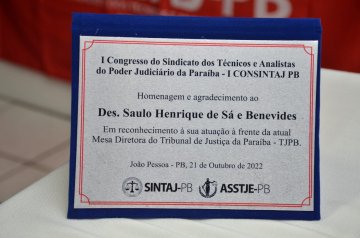 I Congresso do Sindicato dos Técnicos e Analistas
do Poder Judiciário da Paraíba - I CONSINTAJ PB
Homenagem e agradecimento ao
Des. Saulo Henrique de Sá e Benevides
Em reconhecimento à sua atuação à frente da atual
Mesa Diretora do Tribunal de Justiça da Paraíba - TJPB.
João Pessoa - PB, 21 de Outubro de 2022
SINTAJ-PB ASSTJE-PB